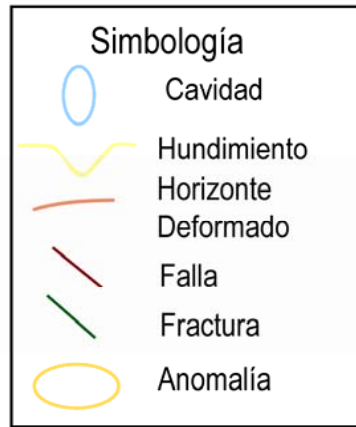 Simbología
Cavidad
Hundimiento
Horizonte
Deformado
Falla
Fractura
Anomalía